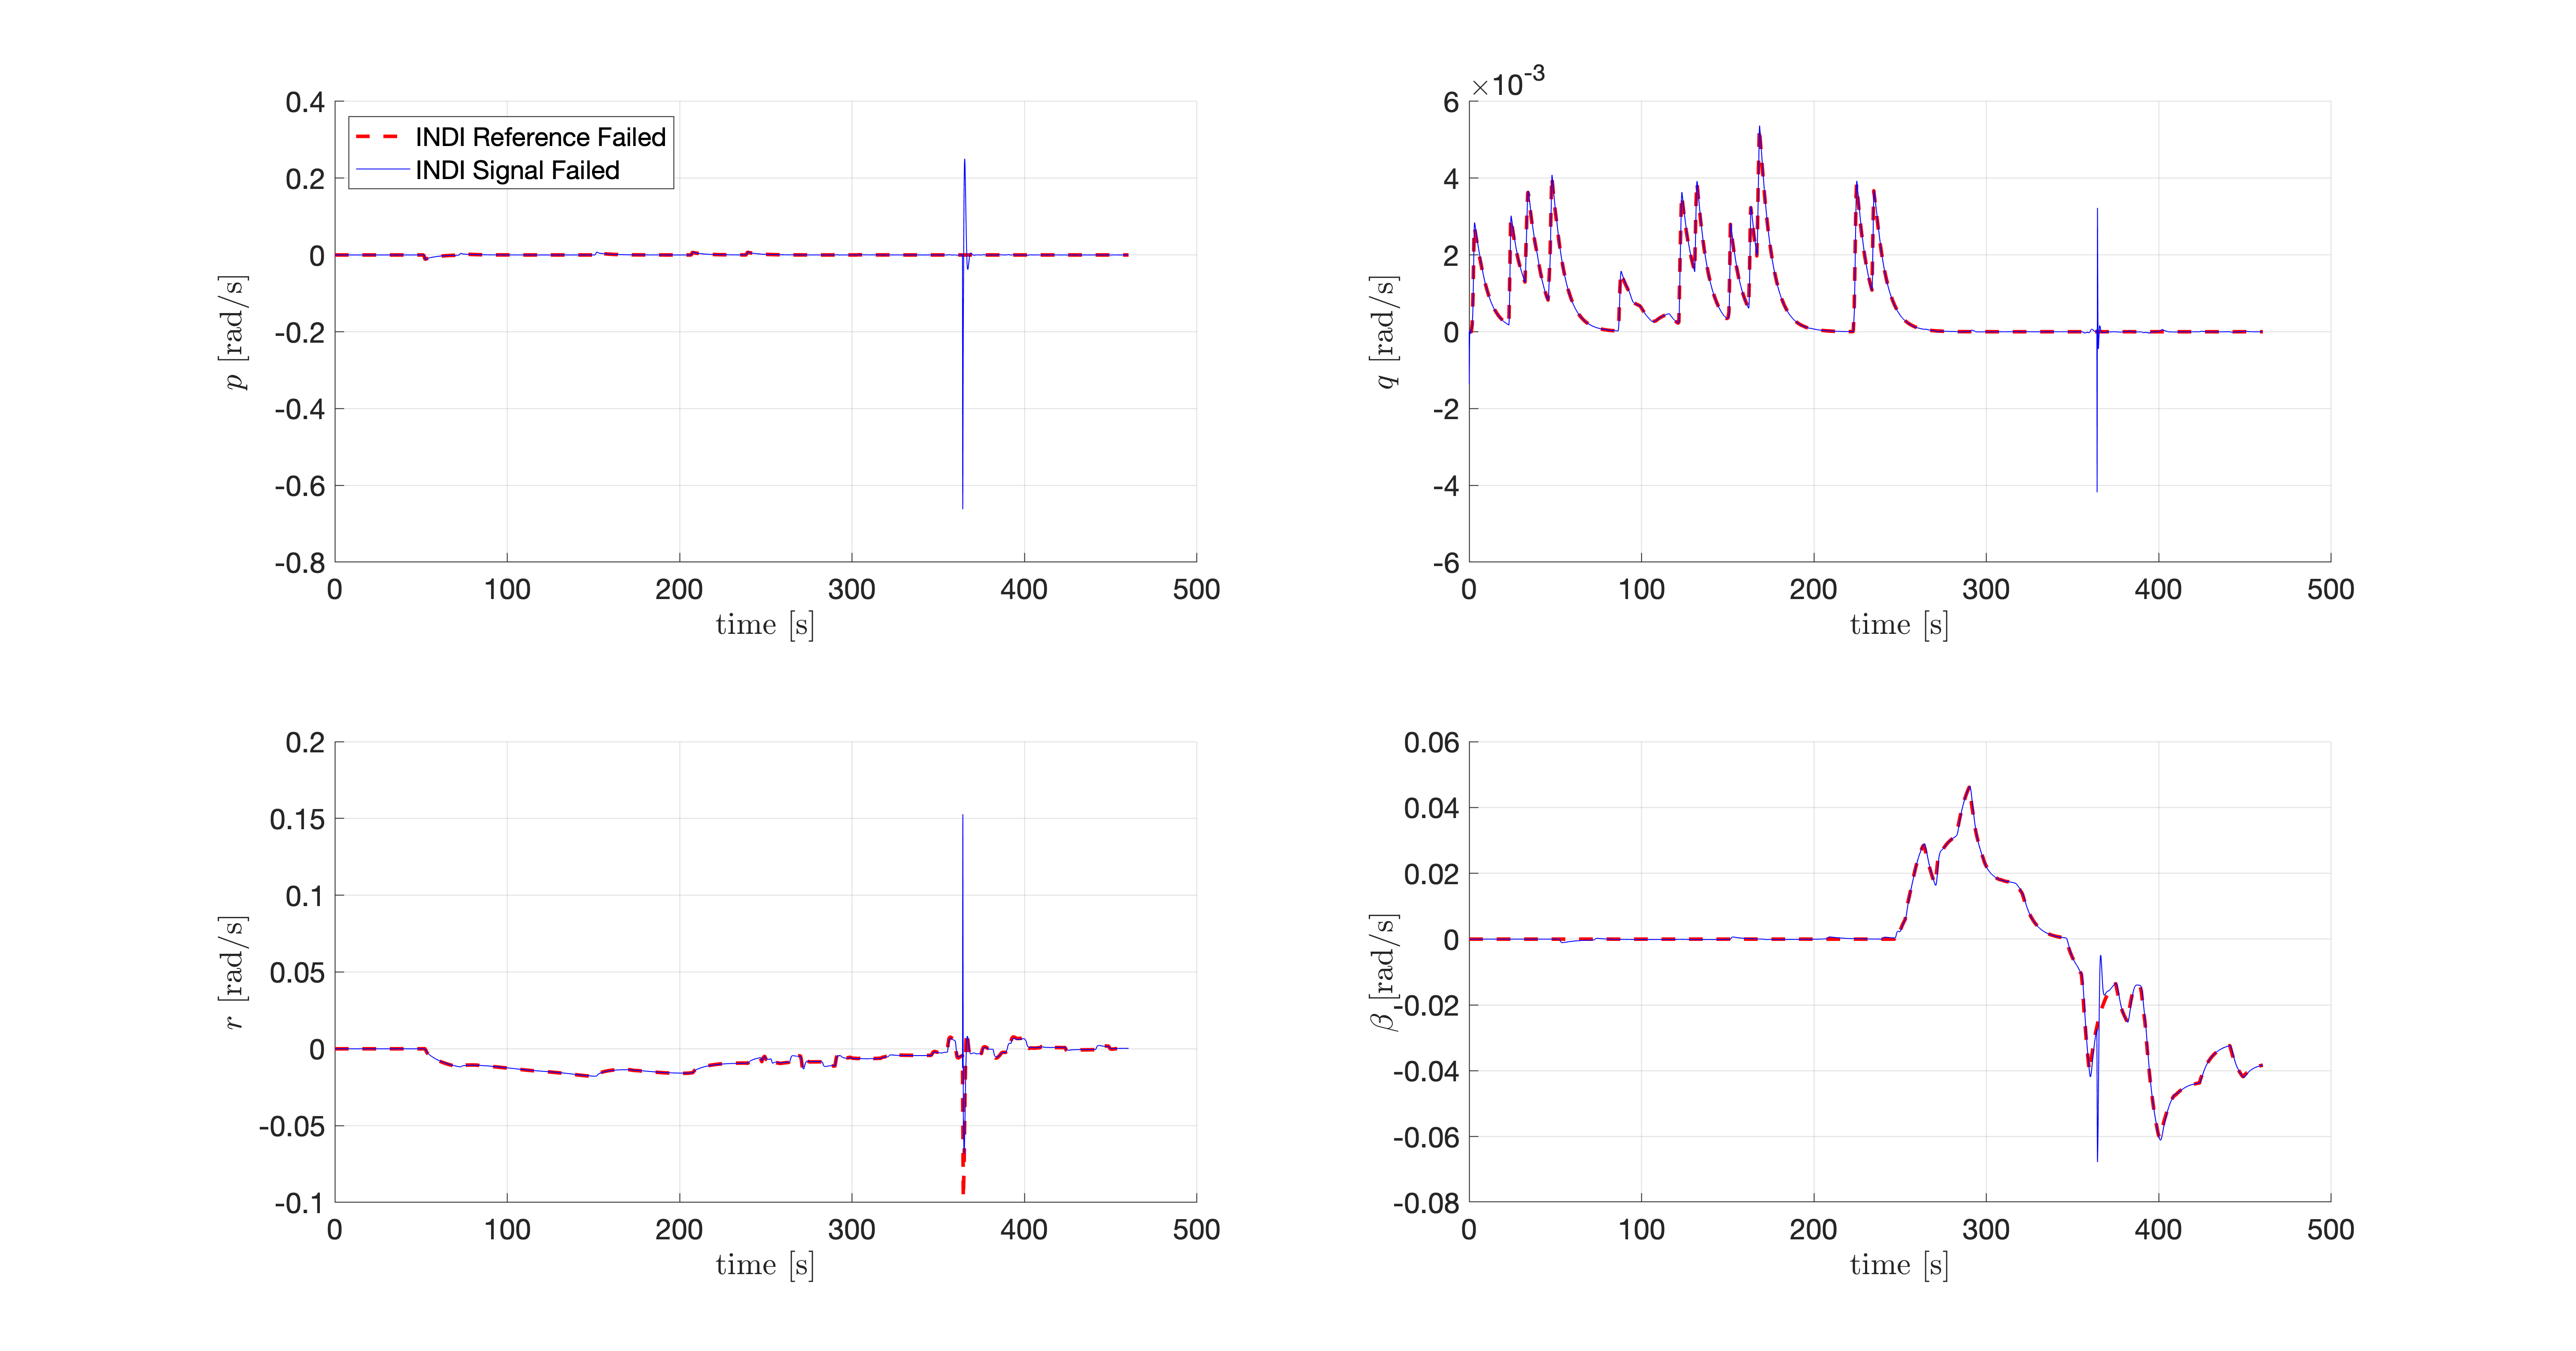 0.4
0.2
0
-0.2
-0.4
-0.6
-0.8
p [rad/s]
INDI Reference Failed
INDI Signal Failed
0 100 200 300 400 500
time [s]
×10-3
6
4
2
0
-2
-4
-6
q [rad/s]
0 100 200 300 400 500
time [s]
0.2
0.15
0.1
0.05
0
-0.05
-0.1
r [rad/s]
0 100 200 300 400 500
time [s]
0.06
0.04
0.02
0
-0.02
-0.04
-0.06
-0.08
β [rad/s]
0 100 200 300 400 500
time [s]